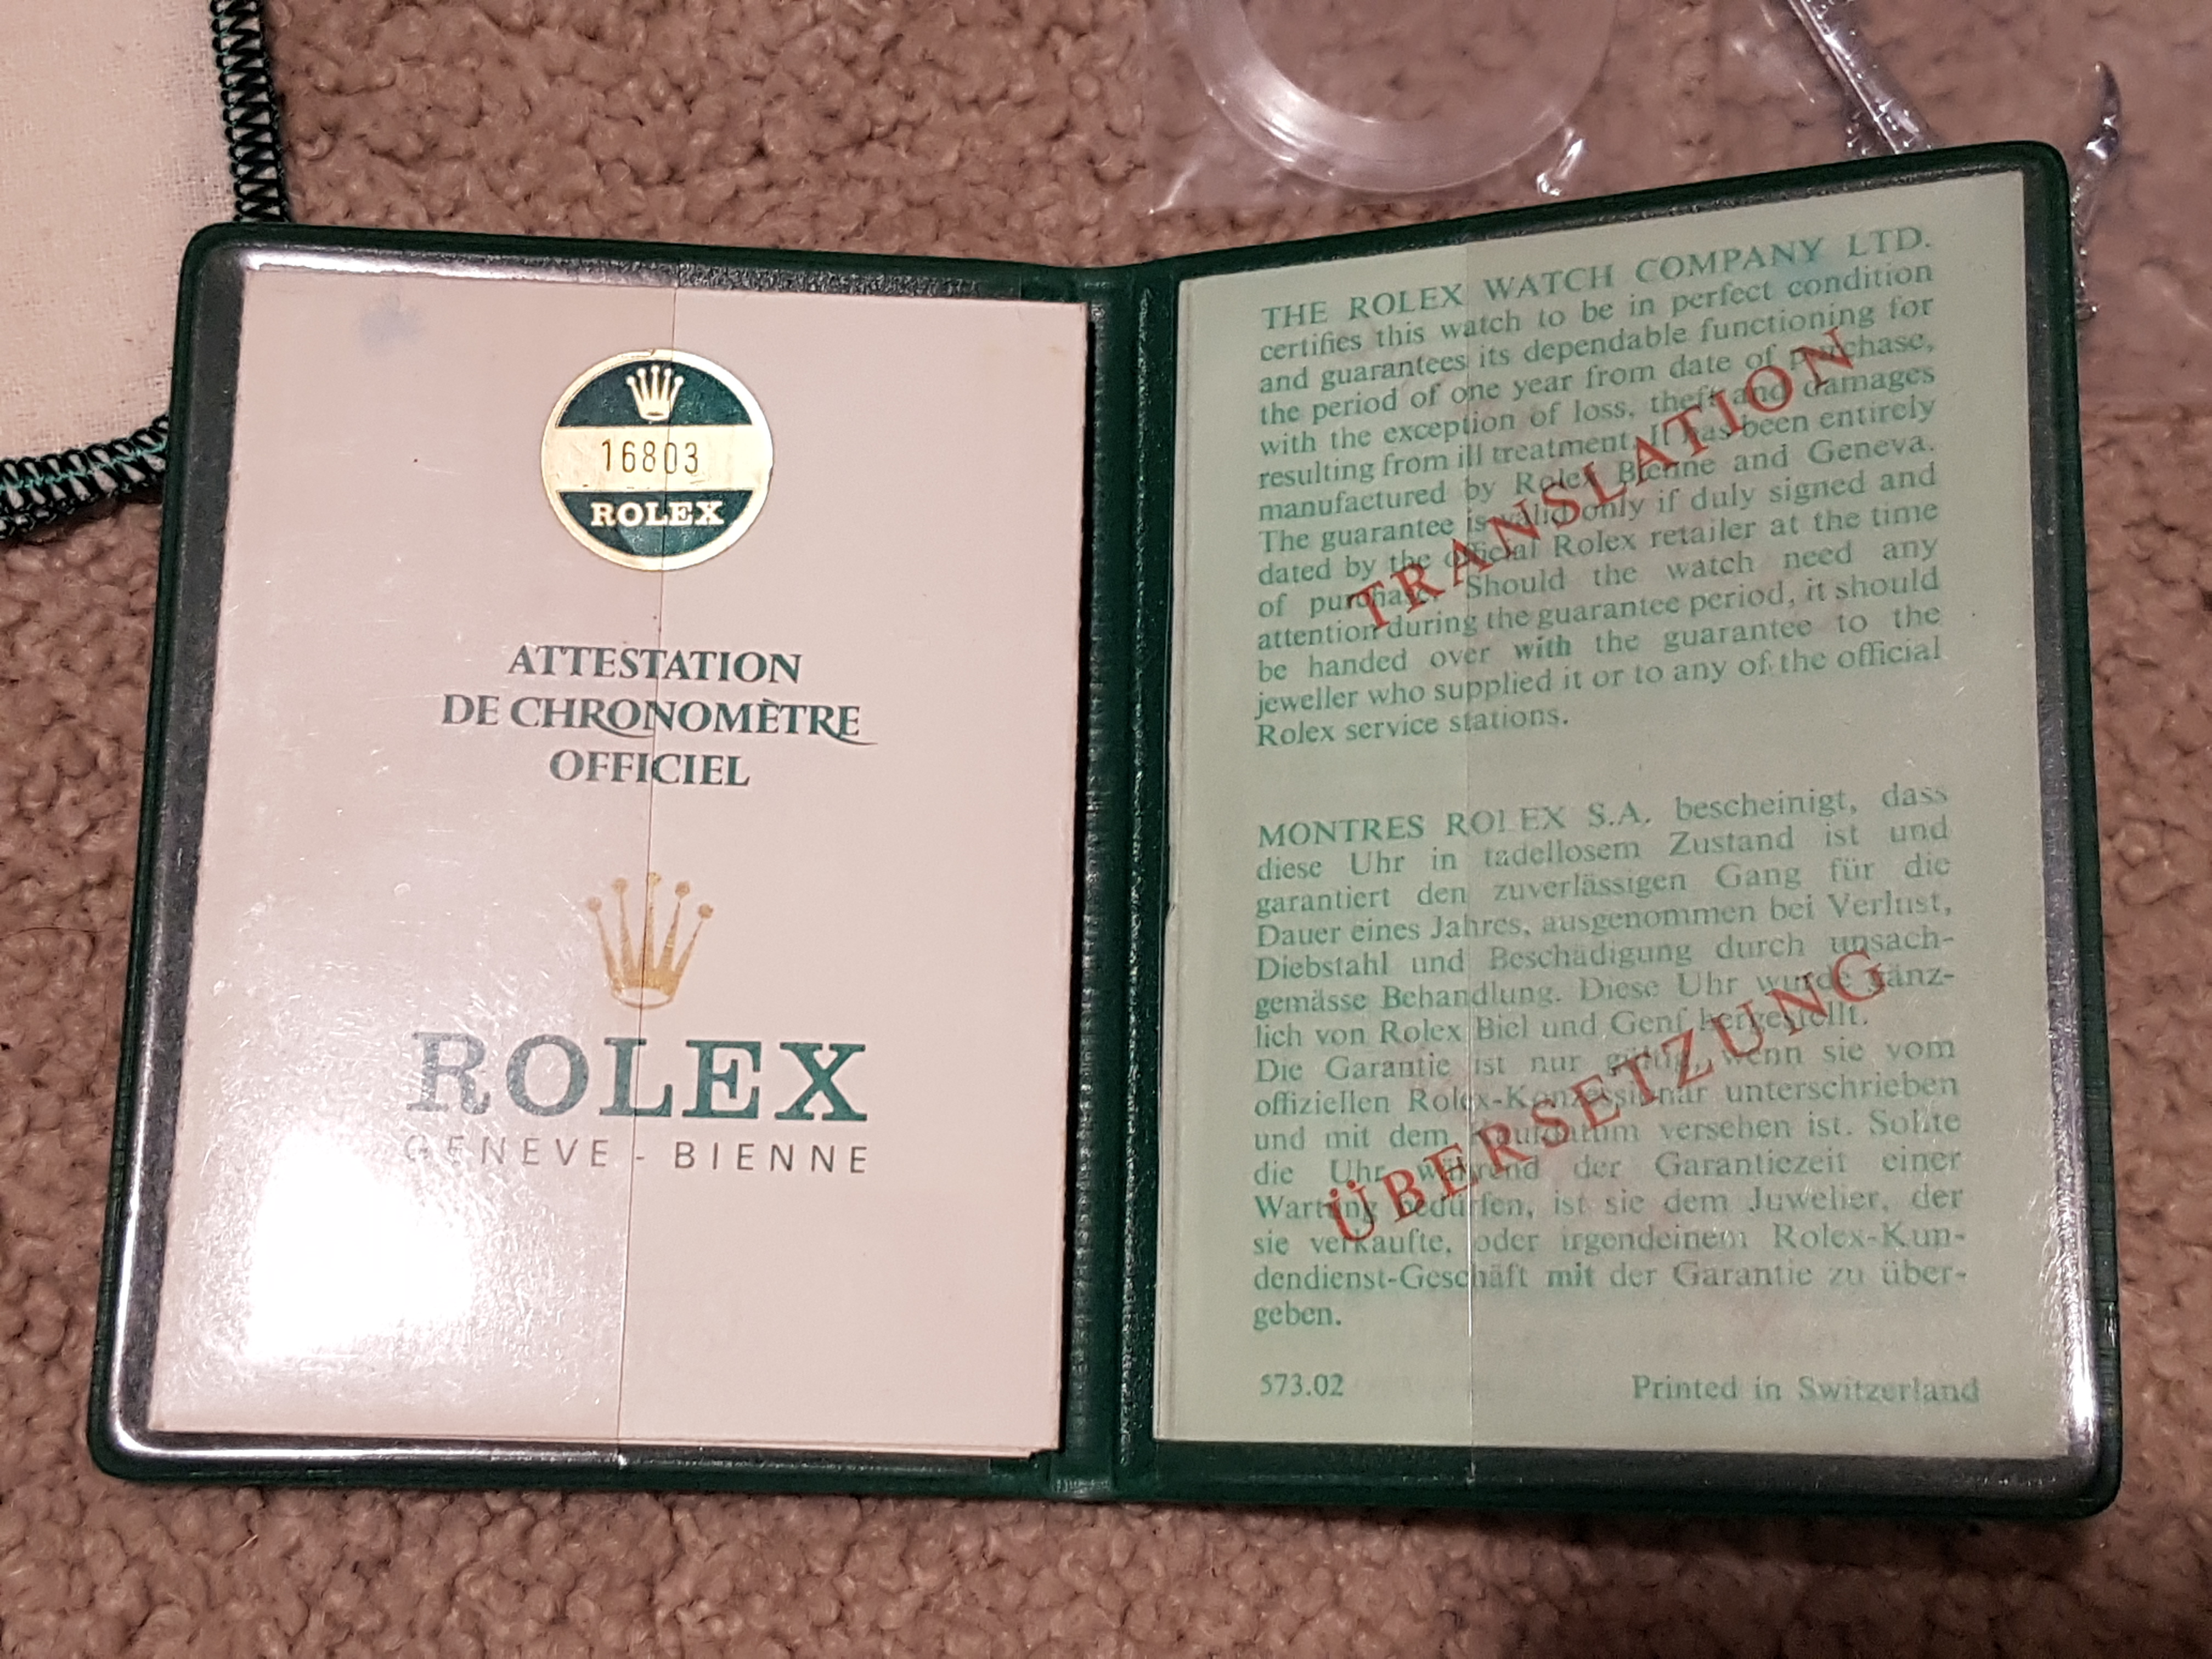 16803
ROLEX
ATTESTATION
DE CHRONOMÈTRE
OFFICIEL
ROLEX
GENEVE - BIENNE
THE ROLEX WATCH COMPANY LTD.
certifies this watch to be in perfect condition
and guarantees its dependable functioning for
the period of one year from date of purchase,
with the exception of loss, theft and damages
resulting from ill treatment. It has been entirely
manufactured by Rolex Bienne and Geneva.
The guarantee is valid only if duly signed and
dated by the official Rolex retailer at the time
of purchase. Should the watch need any
attention during the guarantee period, it should
be handed over with the guarantee to the
jeweller who supplied it or to any of the official
Rolex service stations.
TRANSLATION
MONTRES ROLEX S.A. bescheinigt, dass
diese Uhr in tadellosem Zustand ist und
garantiert den zuverlässigen Gang für die
Dauer eines Jahres, ausgenommen bei Verlust,
Diebstahl und Beschädigung durch unsach-
gemässe Behandlung. Diese Uhr wurde gänz-
lich von Rolex Biel und Genf hergestellt.
Die Garantie ist nur gültig, wenn sie vom
offiziellen Rolex-Konzessionär unterschrieben
und mit dem Kaufdatum versehen ist. Sollte
die Uhr während der Garantiezeit einer
Wartung bedürfen, ist sie dem Juwelier, der
sie verkaufte, oder irgendeinem Rolex-Kun-
dendienst-Geschäft mit der Garantie zu über-
geben.
ÜBERSETZUNG
573.02 Printed in Switzerland